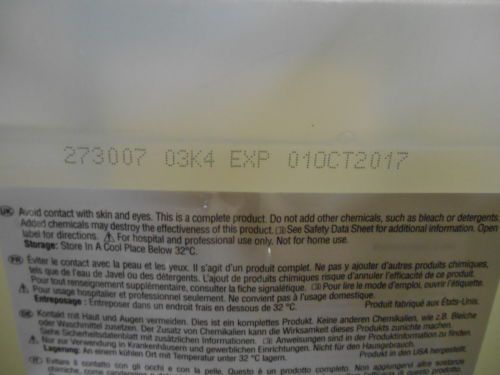 273007 03K4 EXP 01OCT2017
UK Avoid contact with skin and eyes. This is a complete product. Do not add other chemicals, such as bleach or detergents
Added chemicals may destroy the effectiveness of this product. See Safety Data Sheet for additional information. Open
label for directions. For hospital and professional use only. Not for home use.
Storage: Store In A Cool Place Below 32°C.
FR Éviter le contact avec la peau et les yeux. Il s'agit d'un produit complet. Ne pas y ajouter d'autres produits chimiques,
tels que de l'eau de Javel ou des détergents. L'ajout de produits chimiques risque d'annuler l'efficacité de ce produit.
Pour tout renseignement supplémentaire, consulter la fiche signalétique. Pour lire le mode d'emploi, ouvrir l'étiquette.
Pour usage hospitalier et professionnel seulement. Ne convient pas à l'usage domestique.
Entreposage : Entreposer dans un endroit frais en dessous de 32°C. Produit fabriqué aux États-Unis.
DE Kontakt mit Haut und Augen vermeiden. Dies ist ein komplettes Produkt. Keine anderen Chemikalien, wie z.B. Bleiche
oder Waschmittel zusetzen. Der Zusatz von Chemikalien kann die Wirksamkeit dieses Produkts zunichte machen.
Siehe Sicherheitsdatenblatt mit zusätzlichen Informationen. Anweisungen sind in der Produktinformation zu finden.
Nur zur Verwendung in Krankenhäusern und gewerblichen Einrichtungen. Nicht für den Hausgebrauch.
Lagerung: An einem kühlen Ort mit Temperatur unter 32 °C lagern. Produkt in den USA hergestellt.
IT Evitare il contatto con gli occhi e con la pelle. Questo è un prodotto completo. Non aggiungervi altre sostanze
chimiche, come